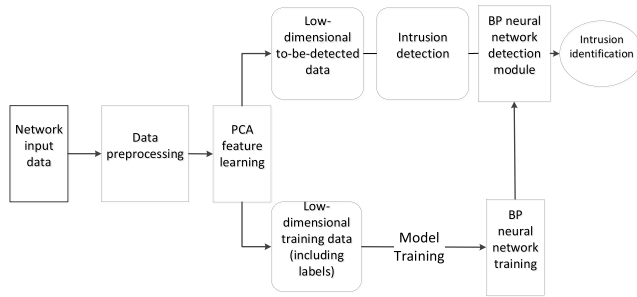 Network
input
data
Data
preprocessing
PCA
feature
learning
Low-
dimensional
to-be-detected
data
Intrusion
detection
BP neural
network
detection
module
Intrusion
identification
Low-
dimensional
training data
(including
labels)
Model
Training
BP
neural
network
training